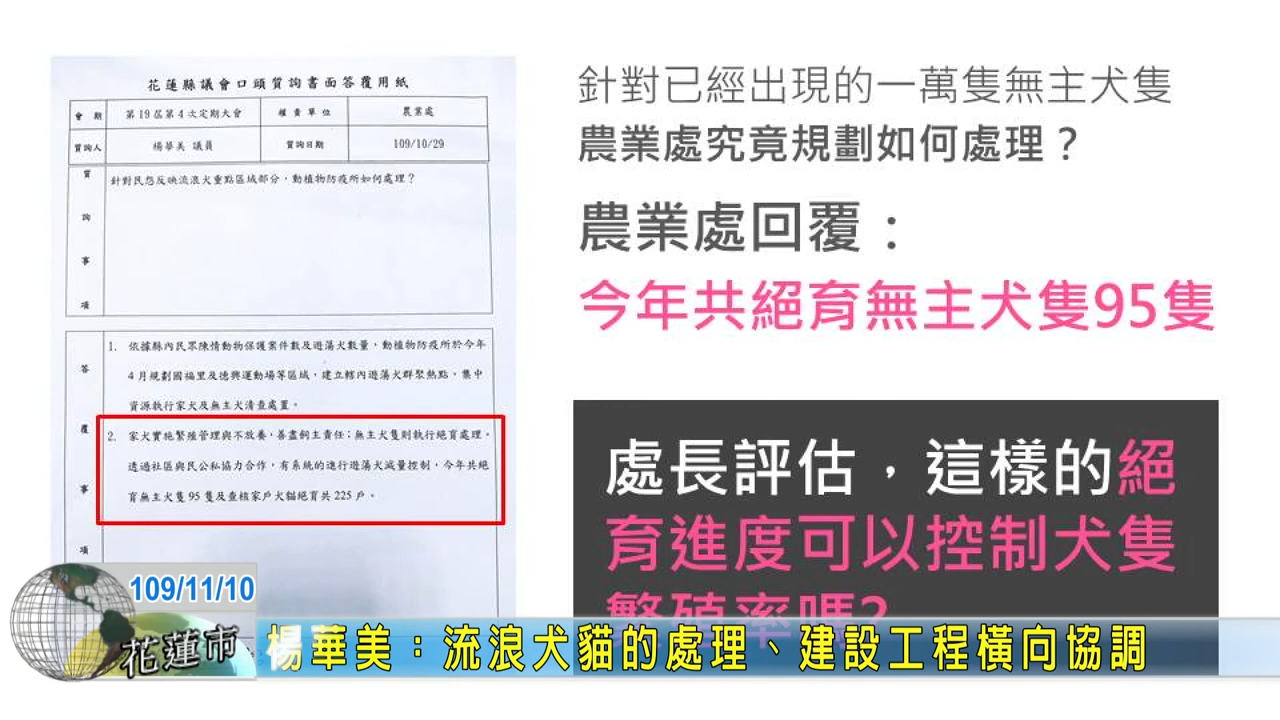 花蓮縣議會口頭質詢書面答覆用紙
會期 第19屆第4次定期大會 權責單位 農業處
質詢人 楊華美 議員 質詢日期 109/10/29
質詢事項
針對民怨反映流浪犬重點區域部分，動植物防疫所如何處理？
答覆事項
1. 依據縣內民眾陳情動物保護案件數及遊蕩犬數量，動植物防疫所於今年
4月規劃國福里及德興運動場等區域，建立轄內遊蕩犬群聚熱點，集中
資源執行家犬及無主犬清查處置。
2. 家犬實施繁殖管理與不放養，善盡飼主責任；無主犬隻則執行絕育處理。
透過社區與民公私協力合作，有系統的進行遊蕩犬減量控制，今年共絕
育無主犬隻95隻及查核家戶犬貓絕育共225戶。
針對已經出現的一萬隻無主犬隻
農業處究竟規劃如何處理？
農業處回覆：
今年共絕育無主犬隻95隻
處長評估，這樣的絕
育進度可以控制犬隻
繁殖率嗎?
109/11/10
花蓮市
楊華美：流浪犬貓的處理、建設工程橫向協調